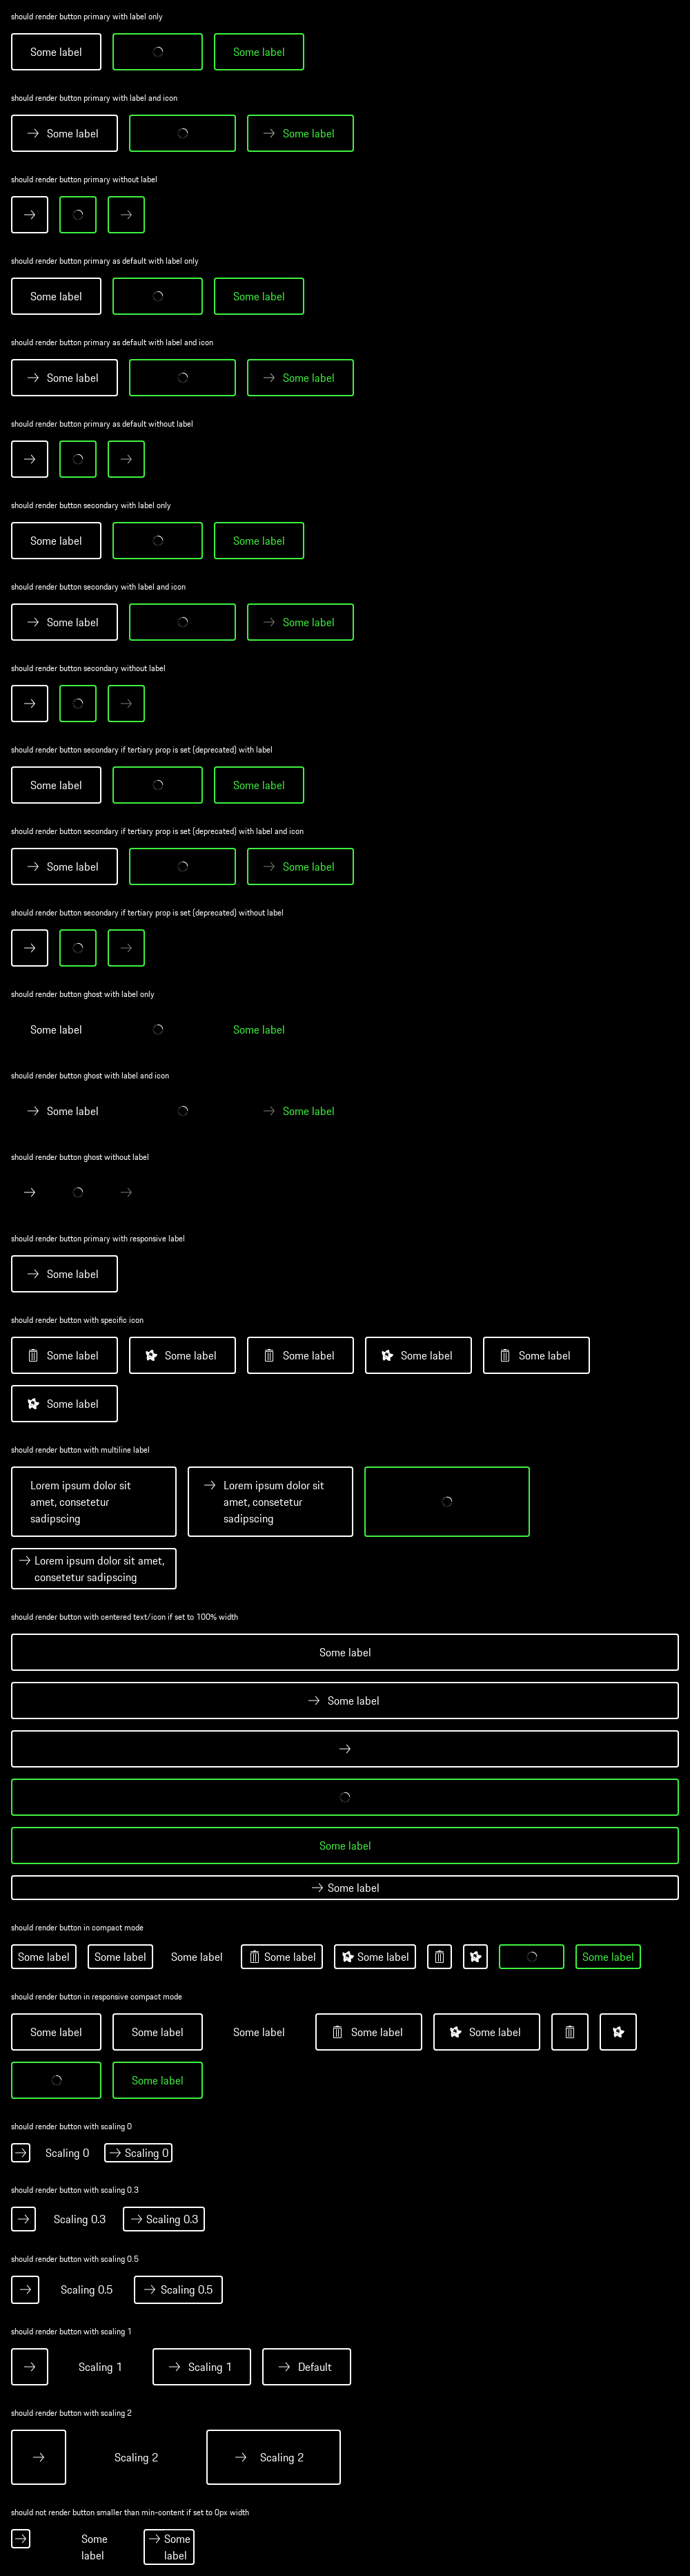 should render button primary with label only
Some label Some label
should render button primary with label and icon
Some label Some label
should render button primary without label
should render button primary as default with label only
Some label Some label
should render button primary as default with label and icon
Some label Some label
should render button primary as default without label
should render button secondary with label only
Some label Some label
should render button secondary with label and icon
Some label Some label
should render button secondary without label
should render button secondary if tertiary prop is set (deprecated) with label
Some label Some label
should render button secondary if tertiary prop is set (deprecated) with label and icon
Some label Some label
should render button secondary if tertiary prop is set (deprecated) without label
should render button ghost with label only
Some label Some label
should render button ghost with label and icon
Some label Some label
should render button ghost without label
should render button primary with responsive label
Some label
should render button with specific icon
Some label Some label Some label Some label Some label
Some label
should render button with multiline label
Lorem ipsum dolor sit
amet, consetetur
sadipscing
Lorem ipsum dolor sit
amet, consetetur
sadipscing
Lorem ipsum dolor sit amet,
consetetur sadipscing
should render button with centered text/icon if set to 100% width
Some label
Some label
Some label
Some label
should render button in compact mode
Some label Some label Some label Some label Some label Some label
should render button in responsive compact mode
Some label Some label Some label Some label Some label
Some label
should render button with scaling 0
Scaling 0 Scaling 0
should render button with scaling 0.3
Scaling 0.3 Scaling 0.3
should render button with scaling 0.5
Scaling 0.5 Scaling 0.5
should render button with scaling 1
Scaling 1 Scaling 1 Default
should render button with scaling 2
Scaling 2 Scaling 2
should not render button smaller than min-content if set to 0px width
Some
label
Some
label